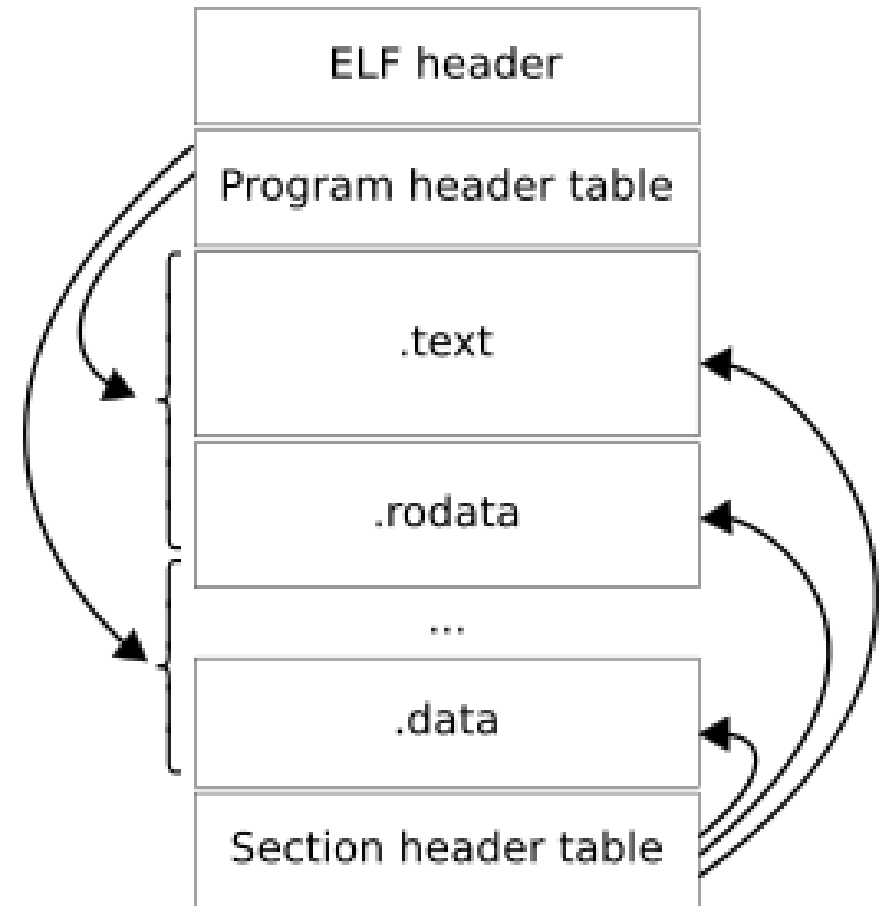 ELF header
Program header table
.text
.rodata
...
.data
Section header table